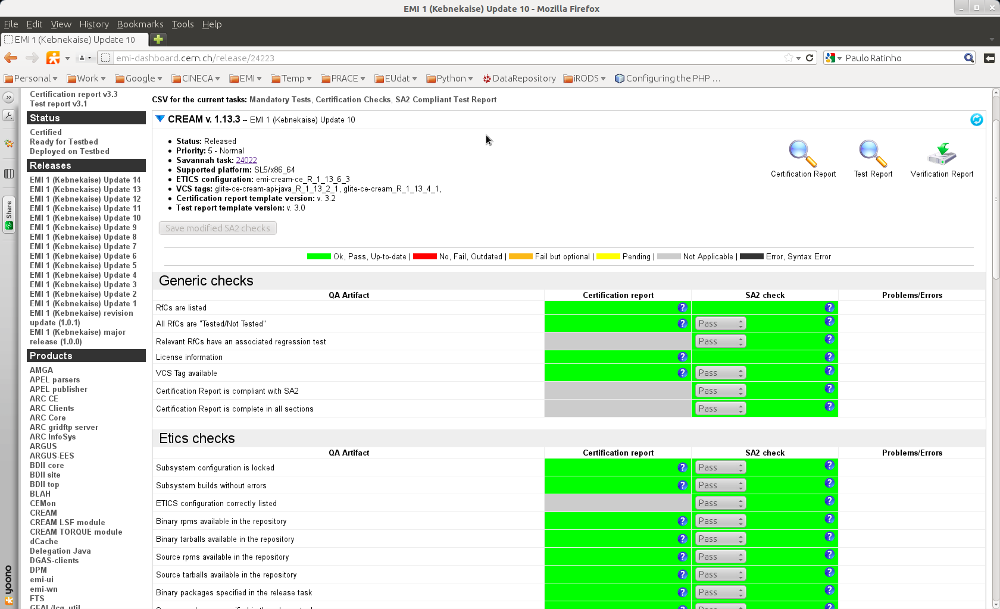 EMI 1 (Kebnekaise) Update 10 - Mozilla Firefox
File Edit View History Bookmarks Tools Help
EMI 1 (Kebnekaise) Update 10
emi-dashboard.cern.ch/release/24223 Paulo Ratinho
Personal Work Google CINECA EMI Temp PRACE EUdat Python DataRepository iRODS Configuring the PHP ...
Share
yoono
Certification report v3.3
Test report v3.1
Status
Certified
Ready for Testbed
Deployed on Testbed
Releases
EMI 1 (Kebnekaise) Update 14
EMI 1 (Kebnekaise) Update 13
EMI 1 (Kebnekaise) Update 12
EMI 1 (Kebnekaise) Update 11
EMI 1 (Kebnekaise) Update 10
EMI 1 (Kebnekaise) Update 9
EMI 1 (Kebnekaise) Update 8
EMI 1 (Kebnekaise) Update 7
EMI 1 (Kebnekaise) Update 6
EMI 1 (Kebnekaise) Update 5
EMI 1 (Kebnekaise) Update 4
EMI 1 (Kebnekaise) Update 3
EMI 1 (Kebnekaise) Update 2
EMI 1 (Kebnekaise) Update 1
EMI 1 (Kebnekaise) revision
update (1.0.1)
EMI 1 (Kebnekaise) major
release (1.0.0)
Products
AMGA
APEL parsers
APEL publisher
ARC CE
ARC Clients
ARC Core
ARC gridftp server
ARC InfoSys
ARGUS
ARGUS-EES
BDII core
BDII site
BDII top
BLAH
CEMon
CREAM
CREAM LSF module
CREAM TORQUE module
dCache
Delegation Java
DGAS-clients
DPM
emi-ui
emi-wn
FTS
GFAL/lcg_util
CSV for the current tasks: Mandatory Tests, Certification Checks, SA2 Compliant Test Report
CREAM v. 1.13.3 -- EMI 1 (Kebnekaise) Update 10
Status: Released
Priority: 5 - Normal
Savannah task: 24022
Supported platform: SL5/x86_64
ETICS configuration: emi-cream-ce_R_1_13_6_3
VCS tags: glite-ce-cream-api-java_R_1_13_2_1, glite-ce-cream_R_1_13_4_1,
Certification report template version: v. 3.2
Test report template version: v. 3.0
Certification Report Test Report Verification Report
Save modified SA2 checks
Ok, Pass, Up-to-date | No, Fail, Outdated | Fail but optional | Pending | Not Applicable | Error, Syntax Error
Generic checks
QA Artifact Certification report SA2 check Problems/Errors
RfCs are listed ? ?
All RfCs are "Tested/Not Tested" ? Pass ?
Relevant RfCs have an associated regression test Pass ?
License information ? ?
VCS Tag available ? Pass ?
Certification Report is compliant with SA2 Pass ?
Certification Report is complete in all sections Pass ?
Etics checks
QA Artifact Certification report SA2 check Problems/Errors
Subsystem configuration is locked ? Pass ?
Subsystem builds without errors ? Pass ?
ETICS configuration correctly listed Pass ?
Binary rpms available in the repository ? Pass ?
Binary tarballs available in the repository ? Pass ?
Source rpms available in the repository ? Pass ?
Source tarballs available in the repository ? Pass ?
Binary packages specified in the release task ? Pass ?